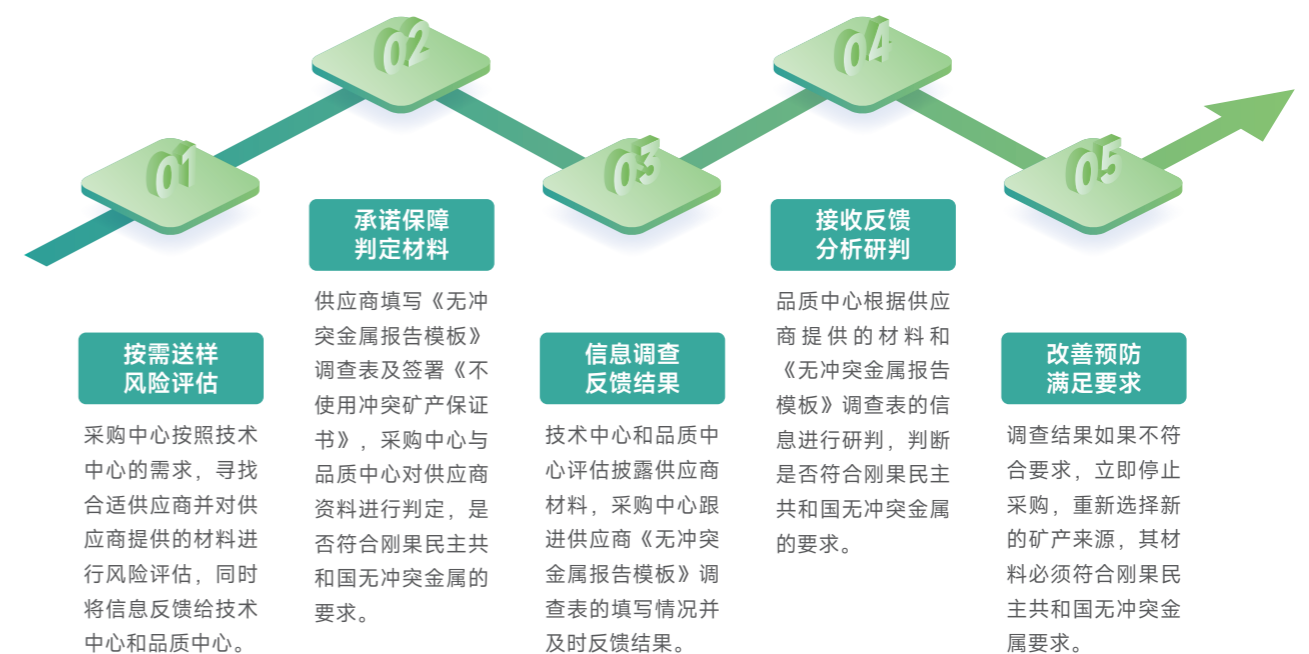 01
按需送样
风险评估
采购中心按照技术
中心的需求，寻找
合适供应商并对供
应商提供的材料进
行风险评估，同时
将信息反馈给技术
中心和品质中心。
02
承诺保障
判定材料
供应商填写《无冲
突金属报告模板》
调查表及签署《不
使用冲突矿产保证
书》，采购中心与
品质中心对供应商
资料进行判定，是
否符合刚果民主共
和国无冲突金属的
要求。
03
信息调查
反馈结果
技术中心和品质中
心评估披露供应商
材料，采购中心跟
进供应商《无冲突
金属报告模板》调
查表的填写情况并
及时反馈结果。
04
接收反馈
分析研判
品质中心根据供应
商提供的材料和
《无冲突金属报告
模板》调查表的信
息进行研判，判断
是否符合刚果民主
共和国无冲突金属
的要求。
05
改善预防
满足要求
调查结果如果不符
合要求，立即停止
采购，重新选择新
的矿产来源，其材
料必须符合刚果民
主共和国无冲突金
属要求。